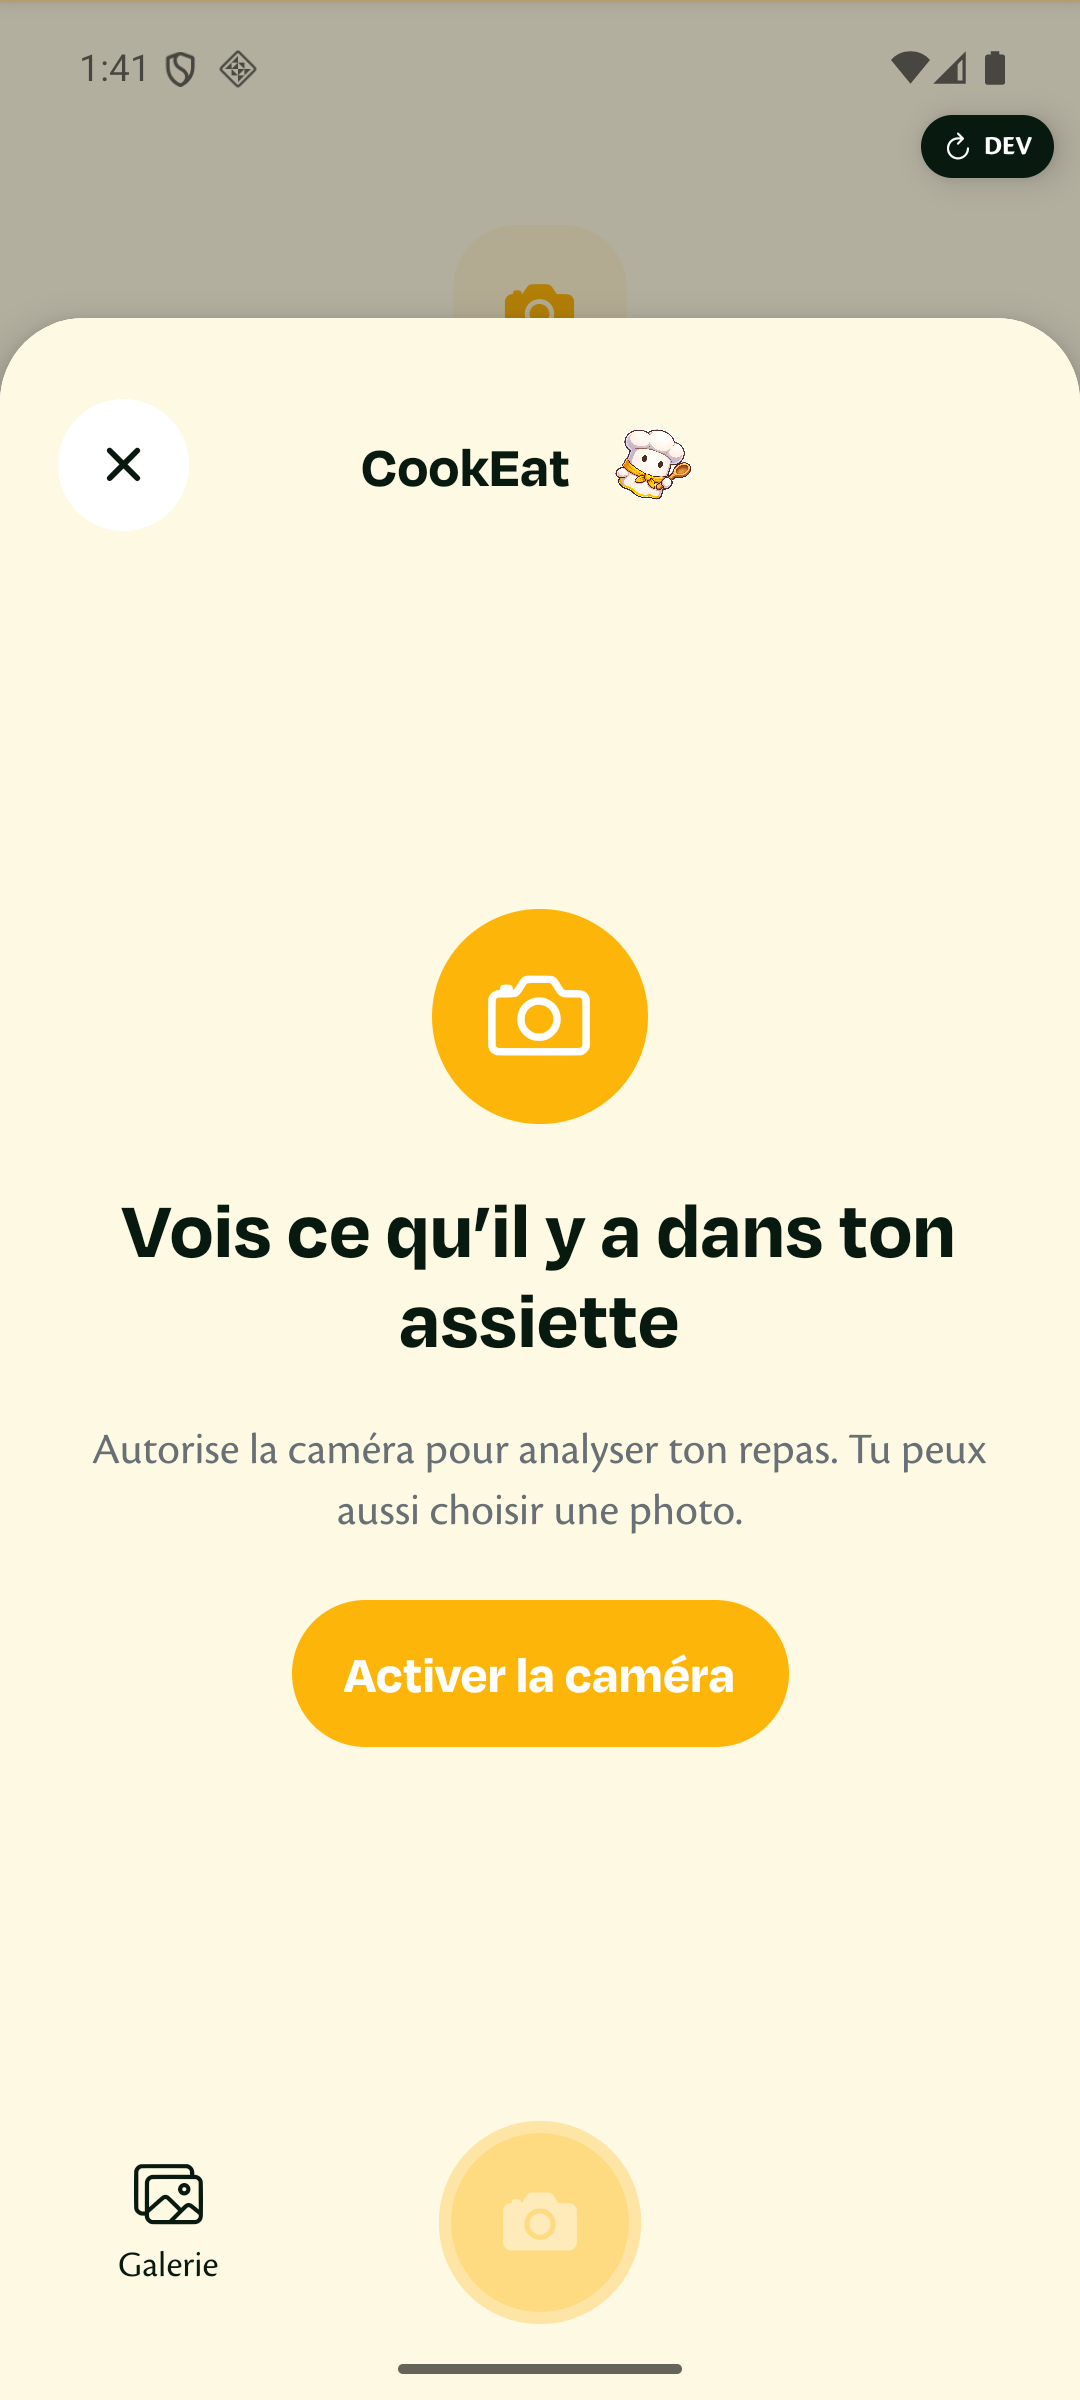 1:41
DEV
CookEat
Vois ce qu’il y a dans ton
assiette
Autorise la caméra pour analyser ton repas. Tu peux
aussi choisir une photo.
Activer la caméra
Galerie